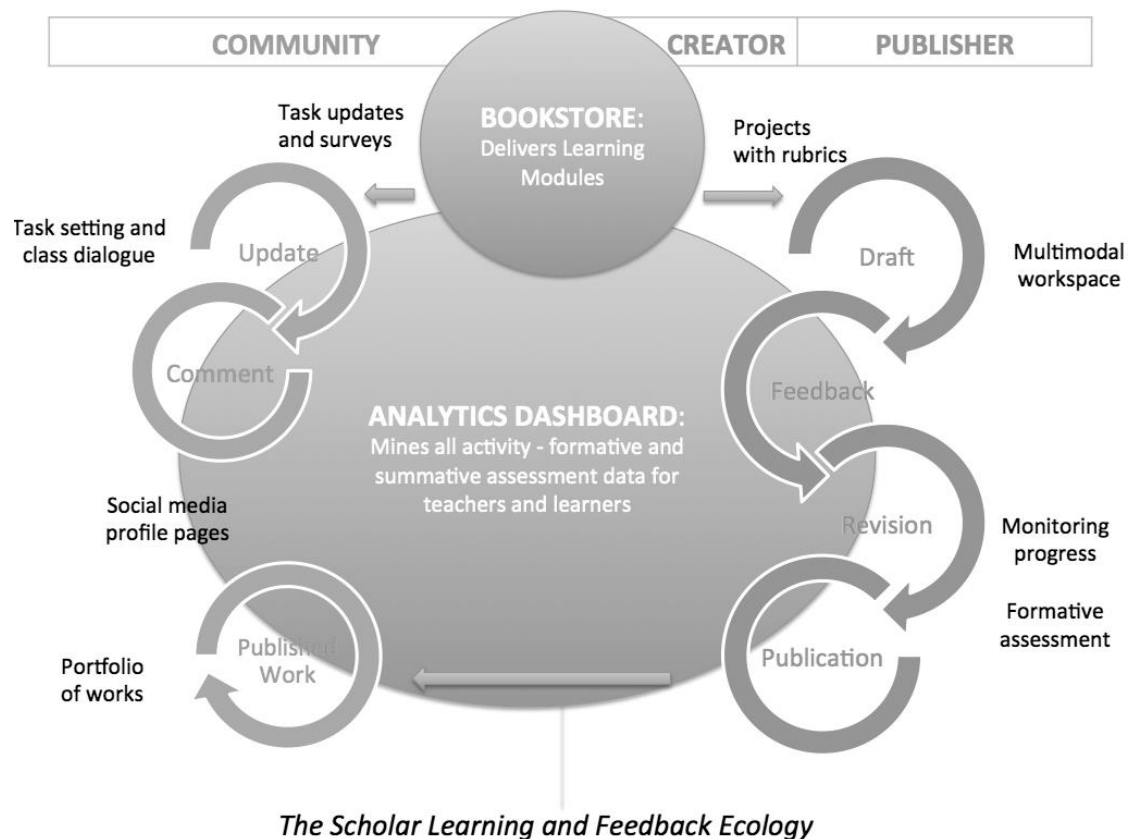 COMMUNITY
CREATOR
PUBLISHER
BOOKSTORE:
Delivers Learning
Modules
Task updates
and surveys
Projects
with rubrics
Task setting and
class dialogue
Update
Draft
Multimodal
workspace
Comment
Feedback
ANALYTICS DASHBOARD:
Mines all activity - formative and
summative assessment data for
teachers and learners
Social media
profile pages
Revision
Monitoring
progress
Formative
assessment
Published
Work
Publication
Portfolio
of works
The Scholar Learning and Feedback Ecology